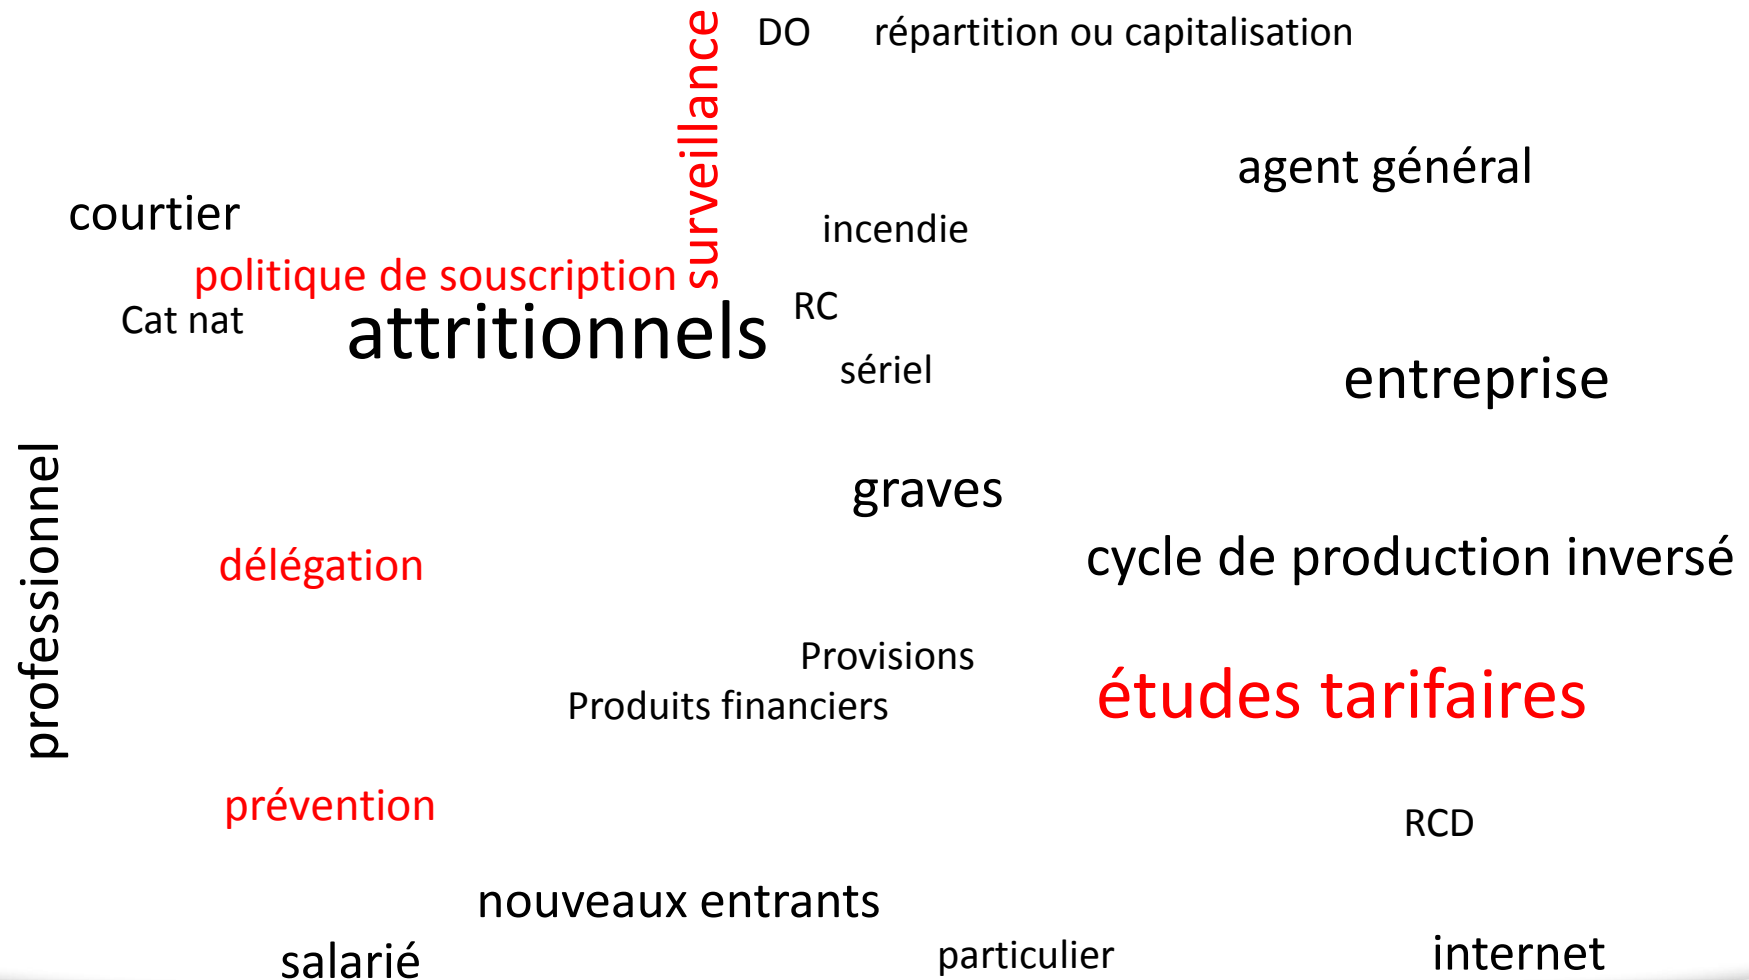 DO
répartition ou capitalisation
surveillance
agent général
courtier
incendie
politique de souscription
Cat nat
attritionnels
RC
sériel
entreprise
professionnel
graves
cycle de production inversé
délégation
Provisions
Produits financiers
études tarifaires
prévention
RCD
nouveaux entrants
salarié
particulier
internet